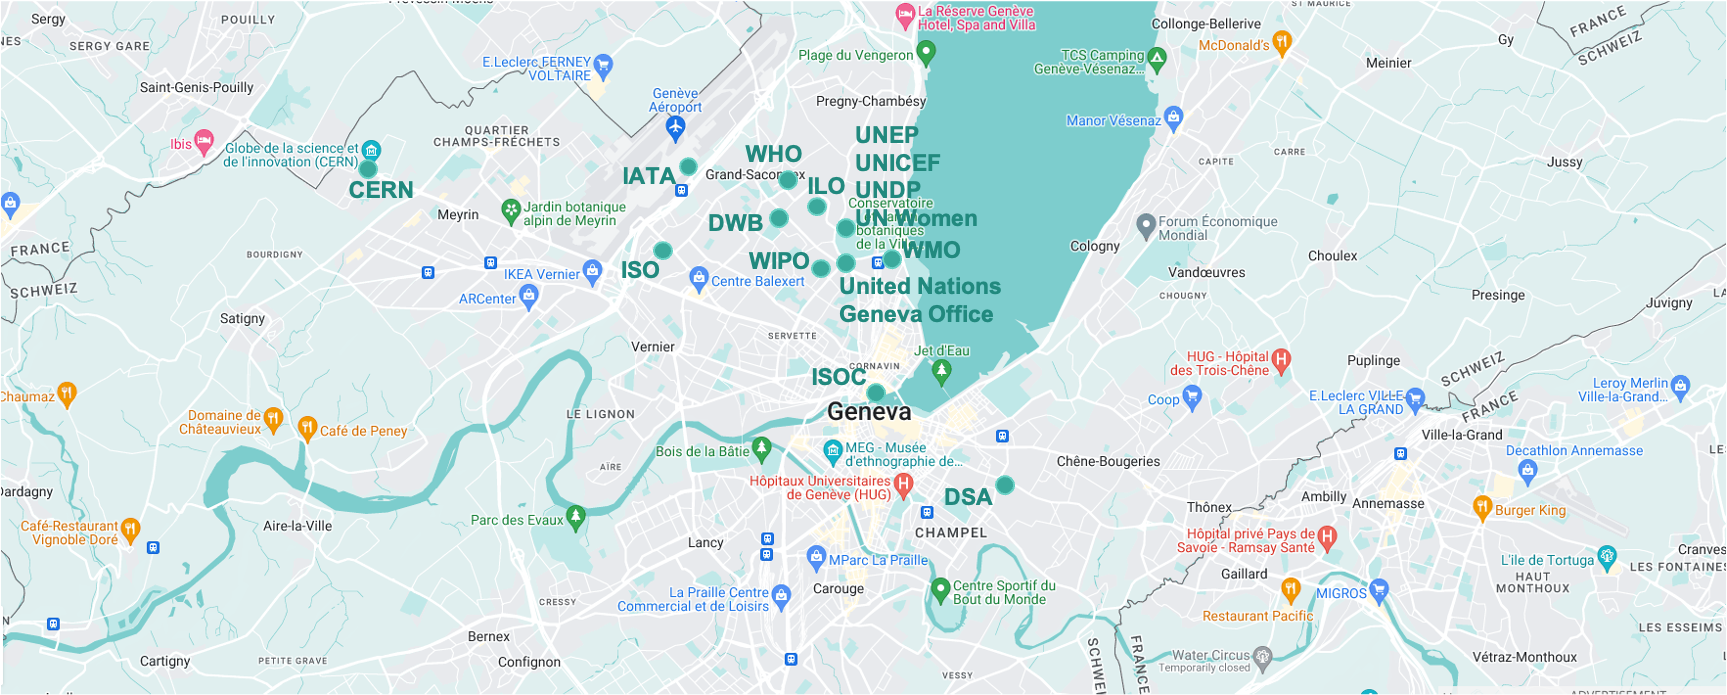 Sergy
POUILLY
Prévessin-Moëns
SERGY GARE
Saint-Genis-Pouilly
E.Leclerc FERNEY
VOLTAIRE
Genève
Aéroport
La Réserve Genève
Hotel, Spa and Villa
Plage du Vengeron
Pregny-Chambésy
TCS Camping
Genève-Vésenaz...
ST MAURICE
Collonge-Bellerive
McDonald's
Gy
FRANCE
SCHWEIZ
Meinier
Manor Vésenaz
CAPITE
CARRE
Jussy
Ibis
Globe de la science et
de l'innovation (CERN)
CERN
QUARTIER
CHAMPS-FRÉCHETS
Meyrin
Jardin botanique
alpin de Meyrin
IATA
WHO
Grand-Saconnex
ILO
DWB
UNEP
UNICEF
UNDP
UN Women
Conservatoire
botaniques
de la Ville
WMO
WIPO
ISO
United Nations
Geneva Office
Forum Économique
Mondial
Cologny
Choulex
Vandœuvres
CHOUGNY
Presinge
Juvigny
FRANCE
SCHWEIZ
BOURDIGNY
IKEA Vernier
ARCenter
Centre Balexert
Satigny
Vernier
SERVETTE
CORNAVIN
Jet d'Eau
ISOC
Geneva
HUG - Hôpital
des Trois-Chêne
Puplinge
SCHWEIZ
FRANCE
Coop
E.Leclerc VILLE
LA GRAND
Leroy Merlin
Ville-la-Grand...
Ville-la-Grand
Decathlon Annemasse
Chaumaz
Domaine de
Châteauvieux
Café de Peney
LE LIGNON
AÏRE
Bois de la Bâtie
MEG - Musée
d'ethnographie de...
Hôpitaux Universitaires
de Genève (HUG)
DSA
CHAMPEL
Chêne-Bougeries
Thônex
Ambilly
Annemasse
Burger King
Hôpital privé Pays de
Savoie - Ramsay Santé
Dardagny
Café-Restaurant
Vignoble Doré
Aire-la-Ville
Parc des Evaux
Lancy
MParc La Praille
La Praille Centre
Commercial et de Loisirs
Carouge
Centre Sportif du
Bout du Monde
Gaillard
Restaurant Pacific
MIGROS
L'ile de Tortuga
Cranves
LES FONTAINES
HAUT
MONTHOUX
LES ESSEIMS
CRESSY
Bernex
Confignon
Cartigny
PETITE GRAVE
VESSY
SCHWEIZ
FRANCE
Water Circus
Temporarily closed
Vétraz-Monthoux